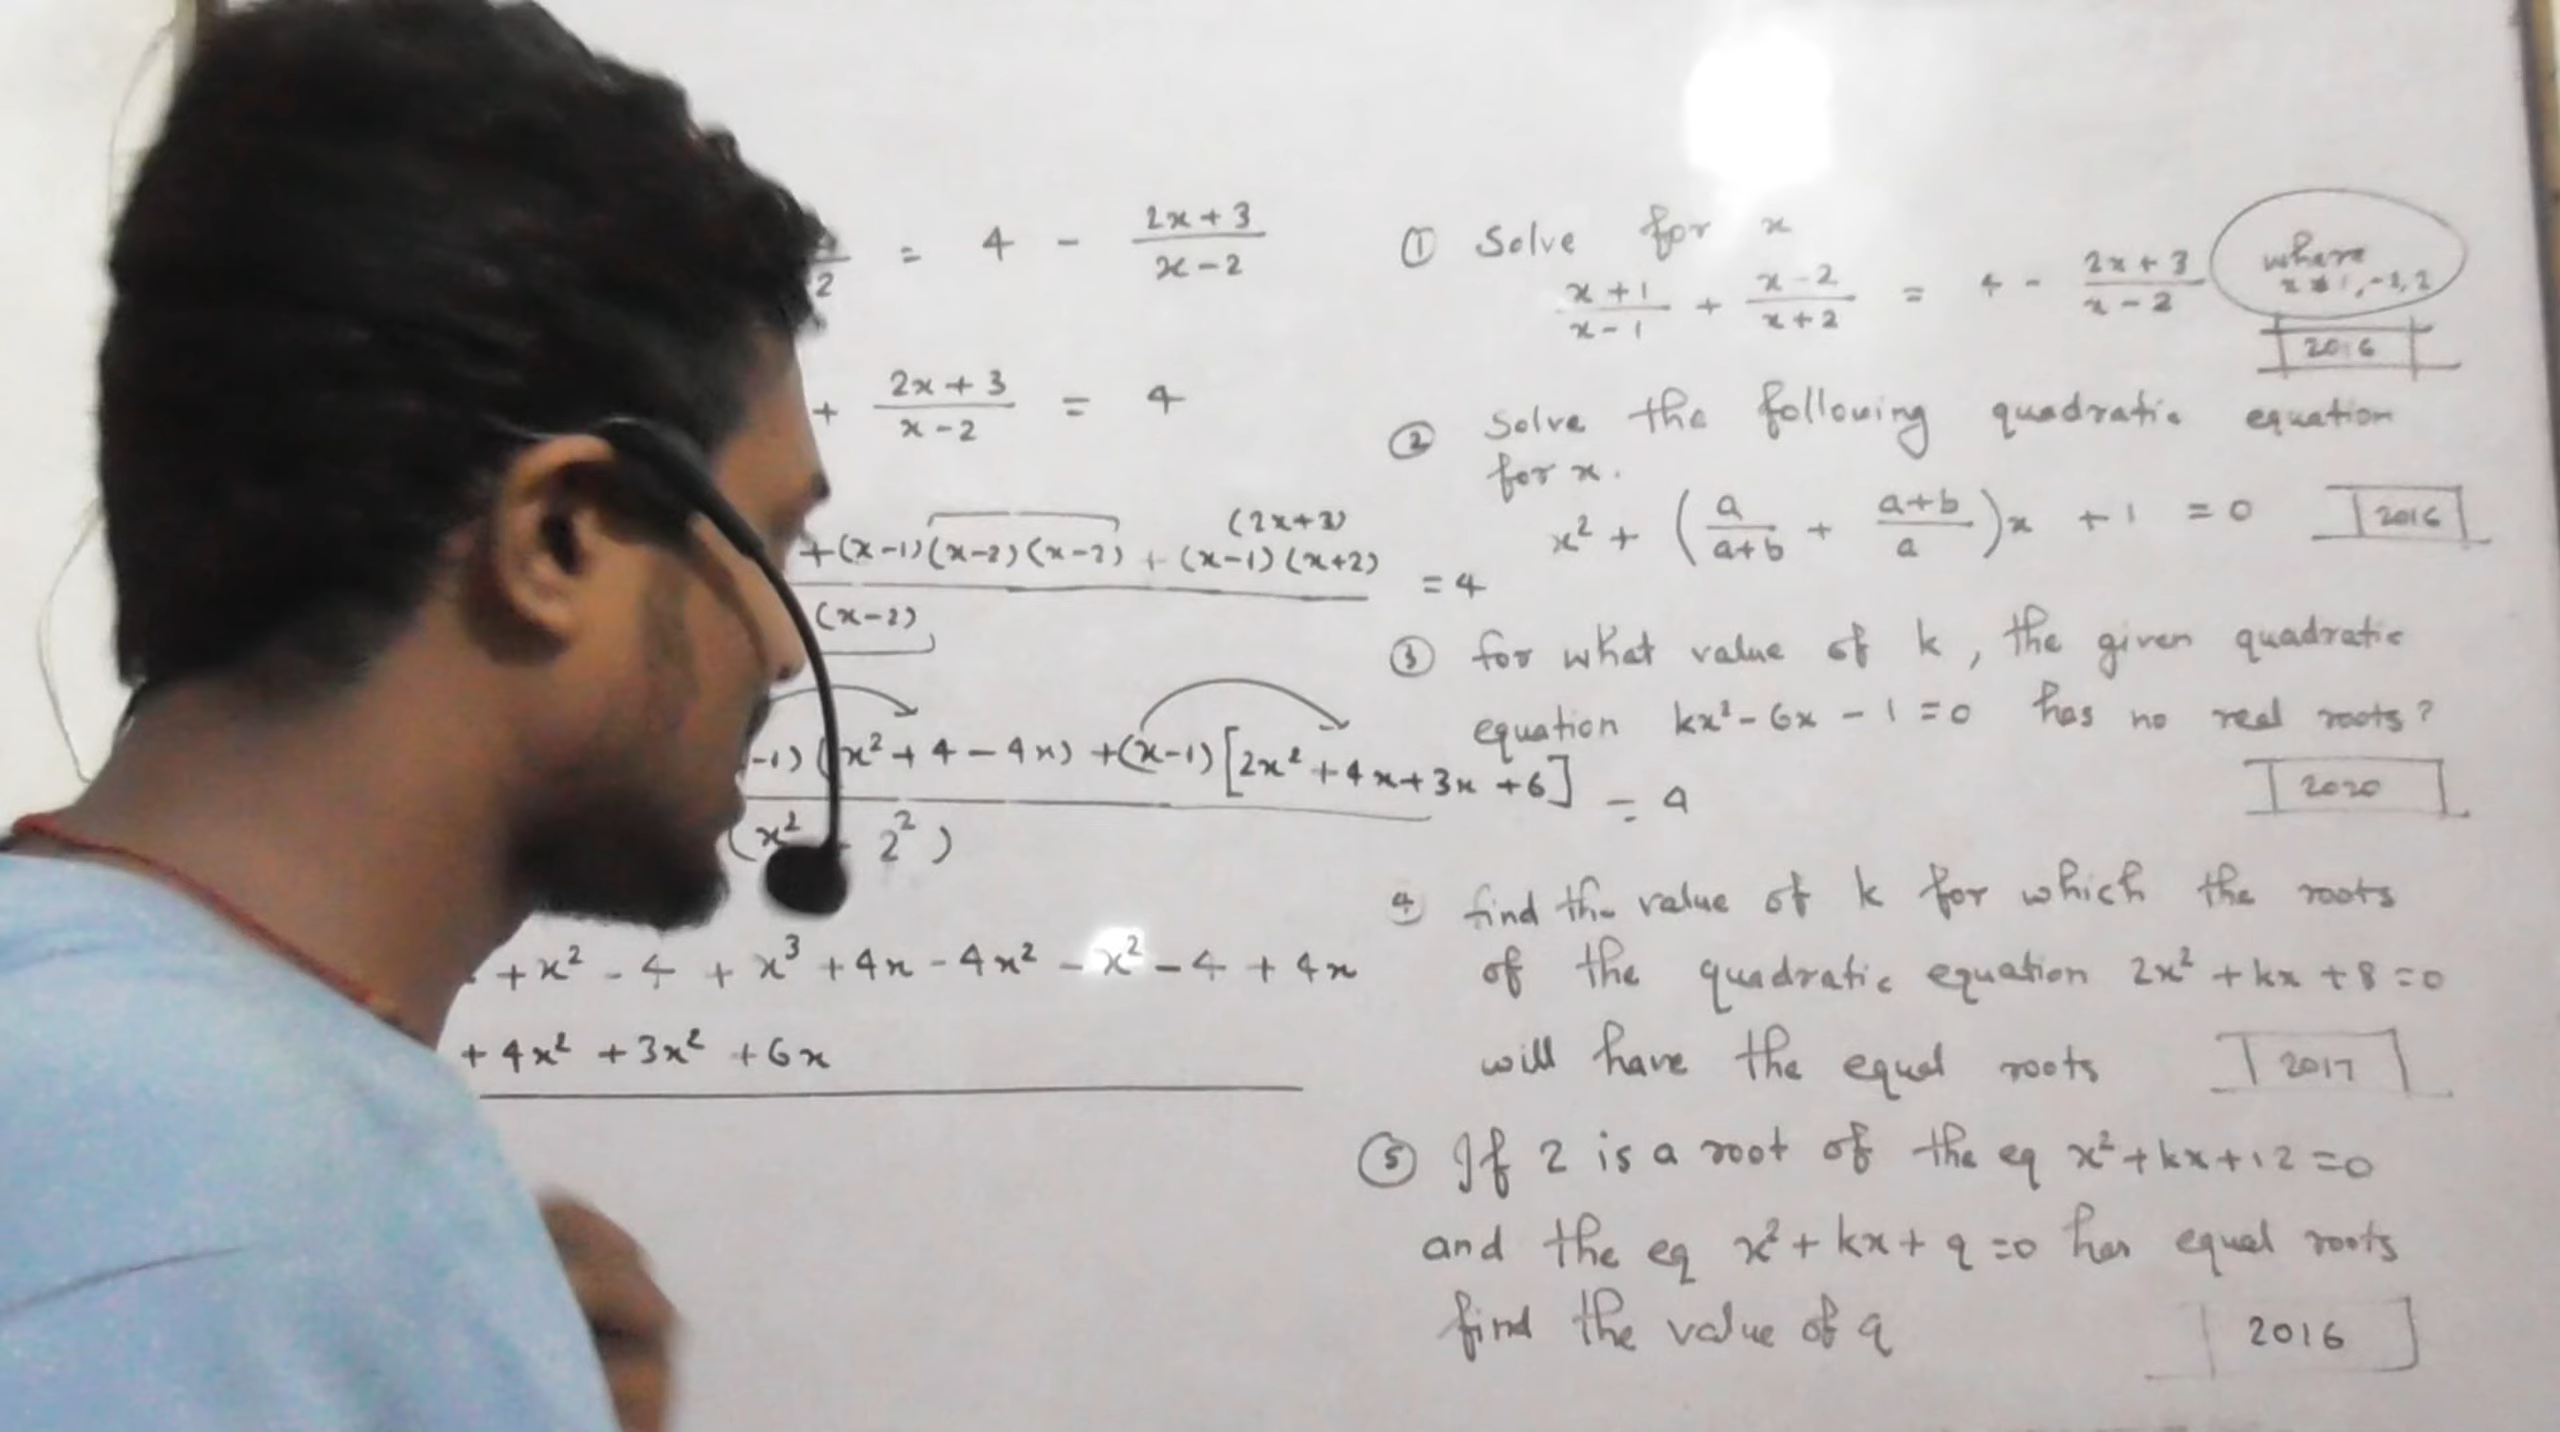 = 4 - (2x+3)/(x-2)
+ (2x+3)/(x-2) = 4
(2x+3)
+(x-1)(x-2)(x-2) + (x-1)(x+2) = 4
(x-2)
-1)(x²+4-4x) +(x-1)[2x²+4x+3x+6] = 4
(x² 2²)
+x²-4+x³+4x-4x²-x²-4+4x
+4x²+3x²+6x
① Solve for x
(x+1)/(x-1) + (x-2)/(x+2) = 4 - (2x+3)/(x-2) where
2016
② Solve the following quadratic equation
for x.
x² + (a/(a+b) + (a+b)/a)x + 1 = 0 2016
③ for what value of k, the given quadratic
equation kx²-6x-1=0 has no real roots?
2020
④ find the value of k for which the roots
of the quadratic equation 2x²+kx+8=0
will have the equal roots 2017
⑤ If 2 is a root of the eq x²+kx+12=0
and the eq x²+kx+q=0 has equal roots
find the value of q 2016